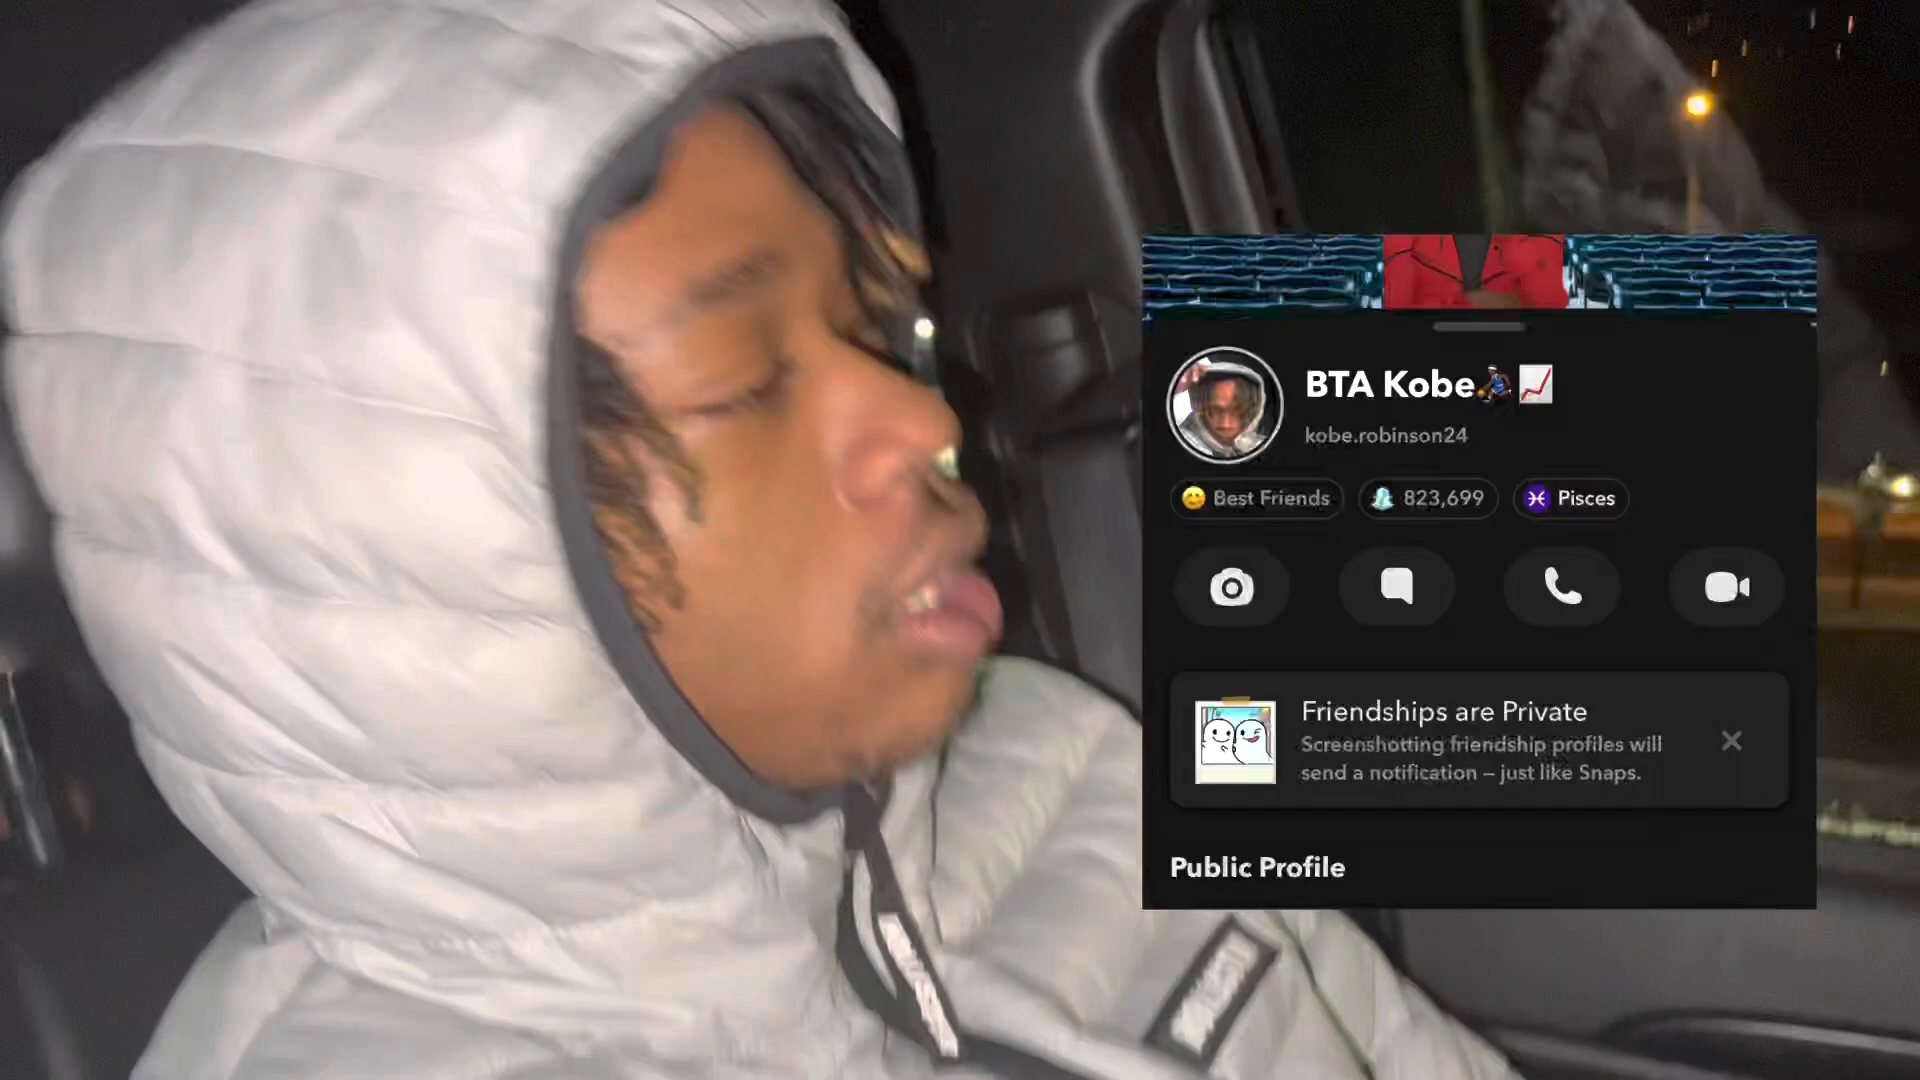 BTA Kobe
kobe.robinson24
Best Friends
823,699
Pisces
Friendships are Private
Screenshotting friendship profiles will
send a notification – just like Snaps.
Public Profile